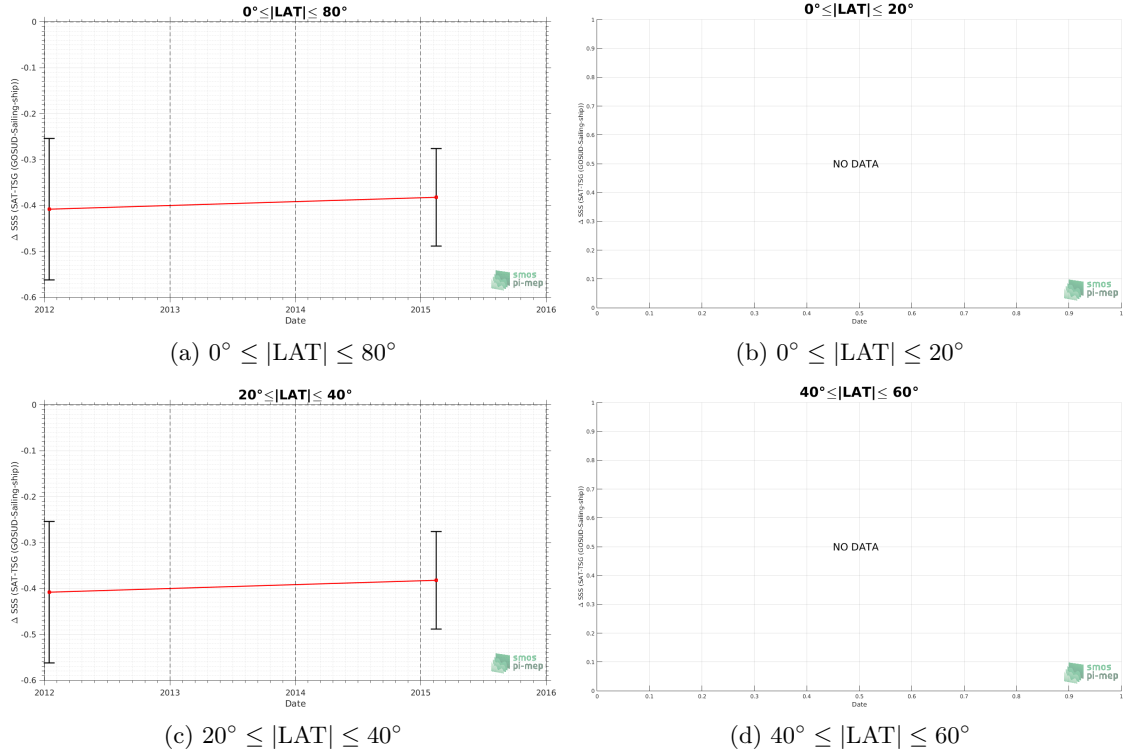 0°≤|LAT|≤ 80°
0
-0.1
-0.2
-0.3
-0.4
-0.5
-0.6
Δ SSS (SAT-TSG (GOSUD-Sailing-ship))
2012
2013
2014
2015
2016
Date
smos
pi-mep
(a) 0° ≤ |LAT| ≤ 80°
0°≤|LAT|≤ 20°
1
0.9
0.8
0.7
0.6
0.5
0.4
0.3
0.2
0.1
0
Δ SSS (SAT-TSG (GOSUD-Sailing-ship))
NO DATA
0
0.1
0.2
0.3
0.4
0.5
0.6
0.7
0.8
0.9
1
Date
smos
pi-mep
(b) 0° ≤ |LAT| ≤ 20°
20°≤|LAT|≤ 40°
0
-0.1
-0.2
-0.3
-0.4
-0.5
-0.6
Δ SSS (SAT-TSG (GOSUD-Sailing-ship))
2012
2013
2014
2015
2016
Date
smos
pi-mep
(c) 20° ≤ |LAT| ≤ 40°
40°≤|LAT|≤ 60°
1
0.9
0.8
0.7
0.6
0.5
0.4
0.3
0.2
0.1
0
Δ SSS (SAT-TSG (GOSUD-Sailing-ship))
NO DATA
0
0.1
0.2
0.3
0.4
0.5
0.6
0.7
0.8
0.9
1
Date
smos
pi-mep
(d) 40° ≤ |LAT| ≤ 60°